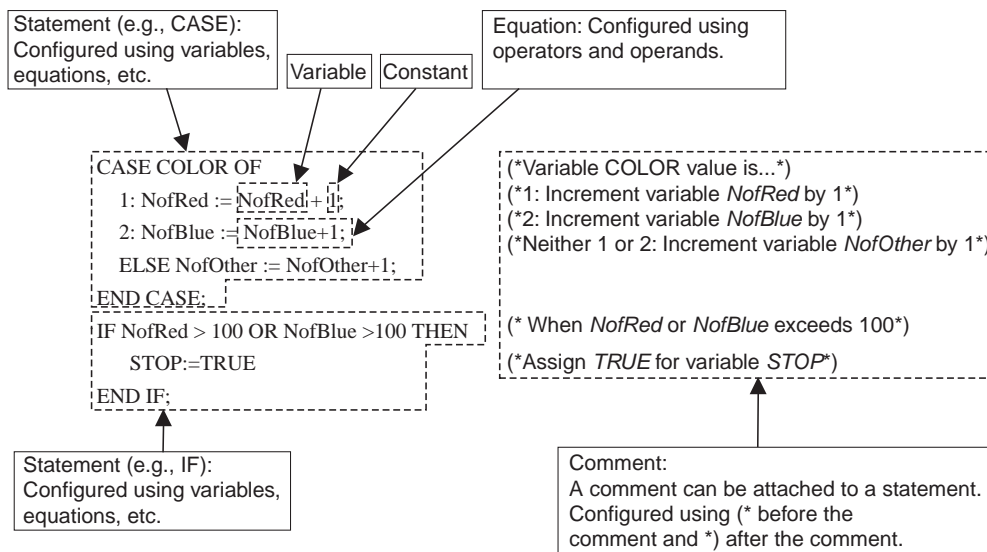 Statement (e.g., CASE):
Configured using variables,
equations, etc.
Variable
Constant
Equation: Configured using
operators and operands.
CASE COLOR OF
1: NofRed := NofRed + 1;
2: NofBlue := NofBlue+1;
ELSE NofOther := NofOther+1;
END CASE;
IF NofRed > 100 OR NofBlue >100 THEN
STOP:=TRUE
END IF;
(*Variable COLOR value is...*)
(*1: Increment variable NofRed by 1*)
(*2: Increment variable NofBlue by 1*)
(*Neither 1 or 2: Increment variable NofOther by 1*)
(* When NofRed or NofBlue exceeds 100*)
(*Assign TRUE for variable STOP*)
Statement (e.g., IF):
Configured using variables,
equations, etc.
Comment:
A comment can be attached to a statement.
Configured using (* before the
comment and *) after the comment.